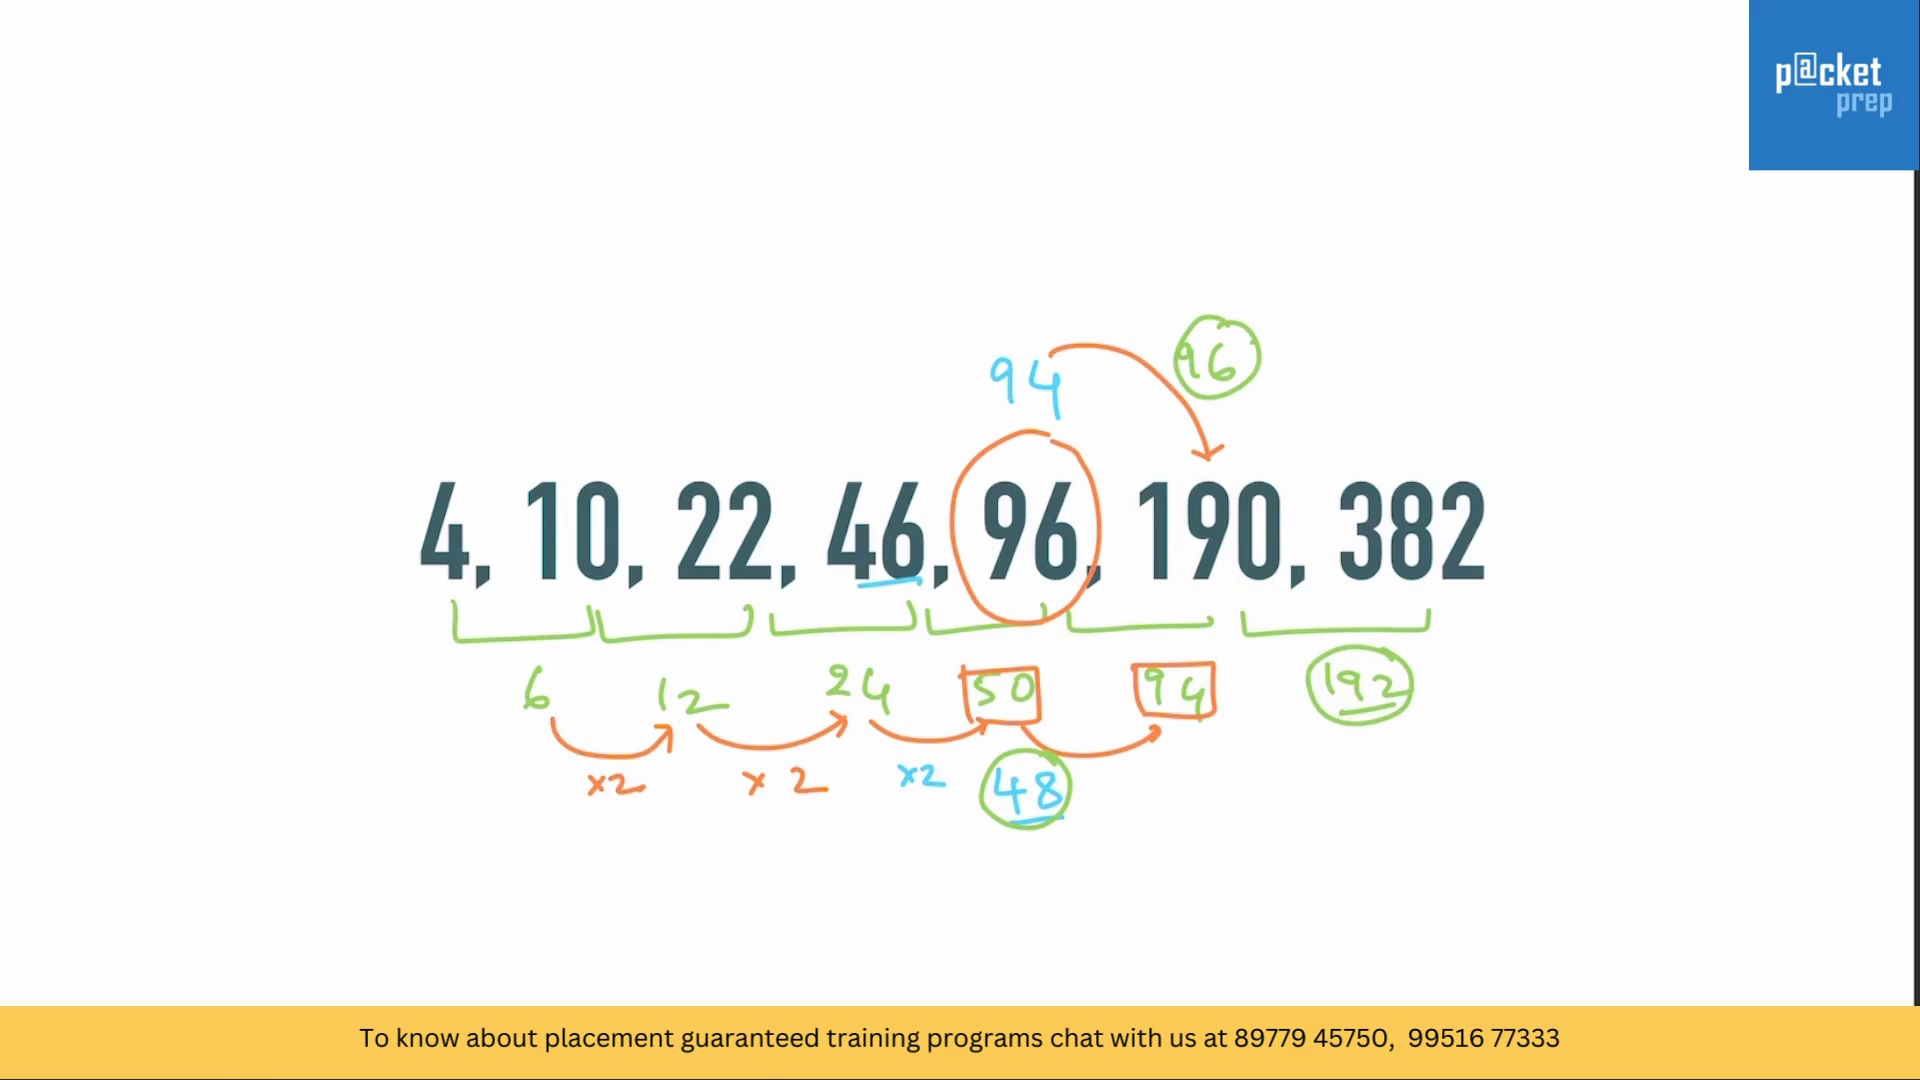 p@cket
prep
94 96
4, 10, 22, 46, 96, 190, 382
6 12 24 50 94 192
x2 x 2 x2 48
To know about placement guaranteed training programs chat with us at 89779 45750, 99516 77333